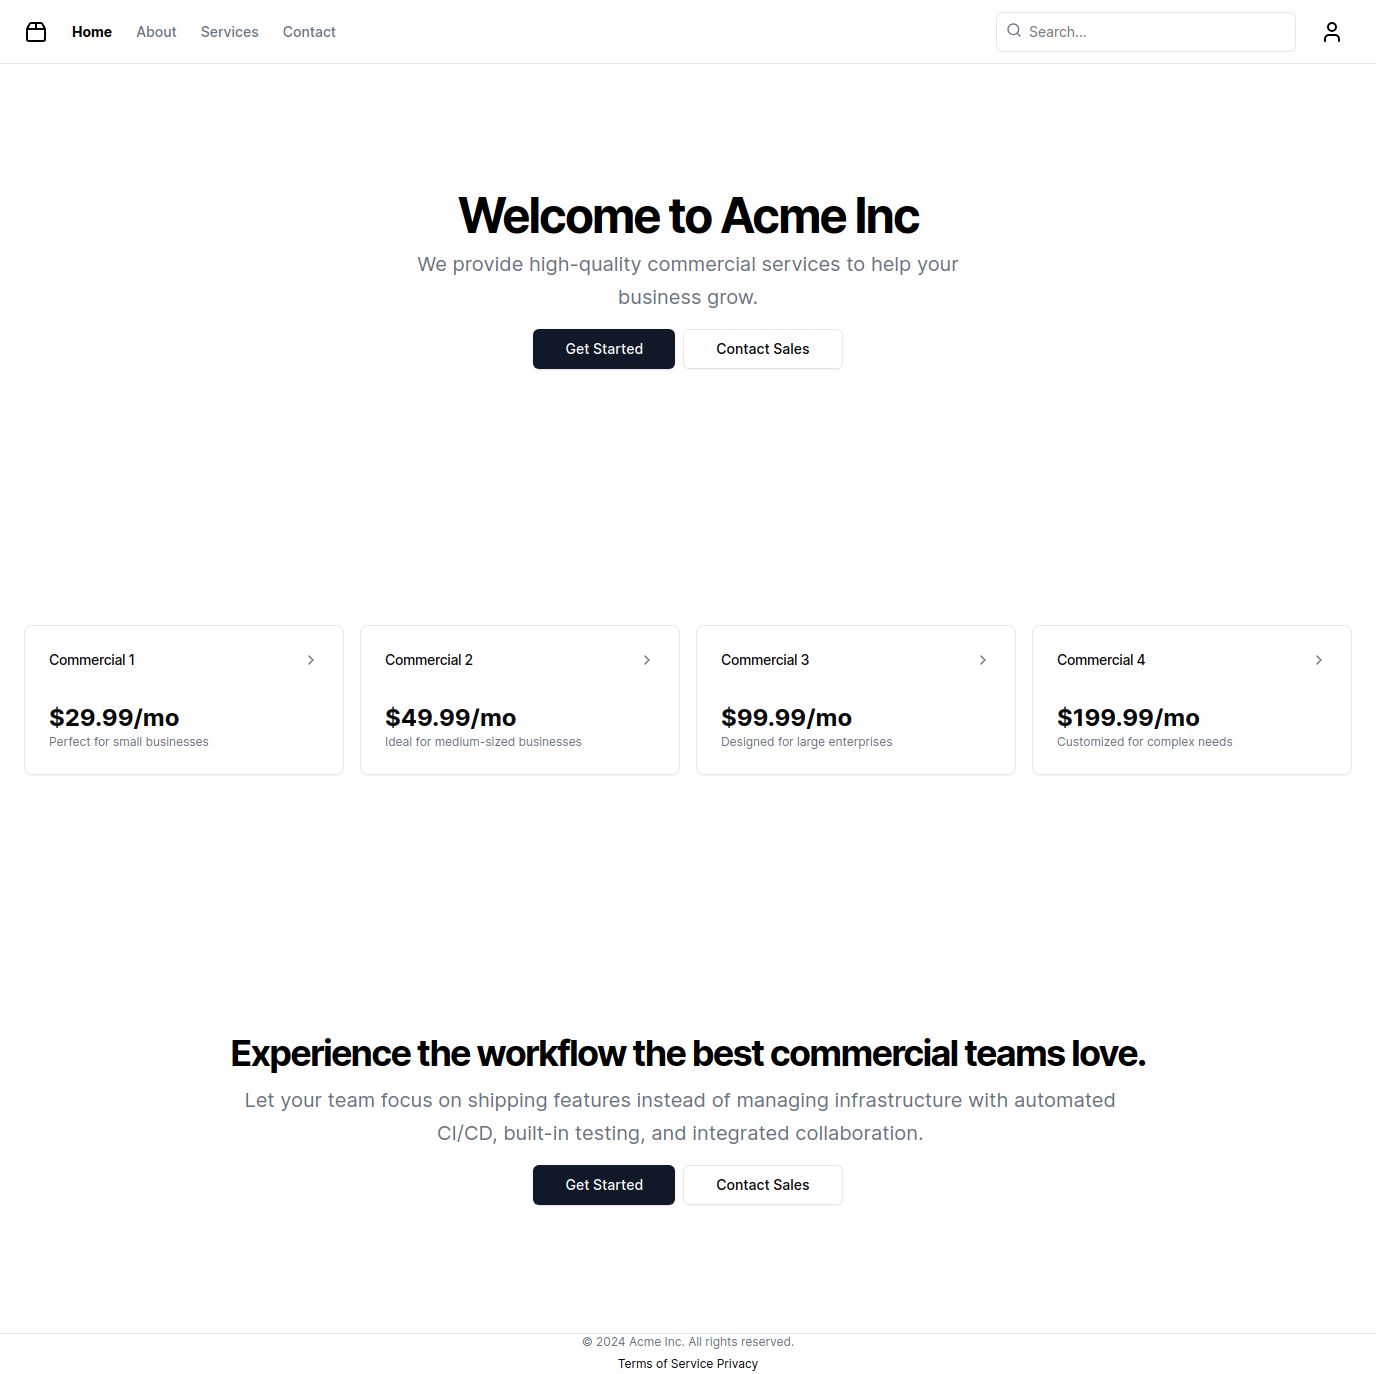 Home About Services Contact Search...
Welcome to Acme Inc
We provide high-quality commercial services to help your
business grow.
Get Started Contact Sales
Commercial 1
$29.99/mo
Perfect for small businesses
Commercial 2
$49.99/mo
Ideal for medium-sized businesses
Commercial 3
$99.99/mo
Designed for large enterprises
Commercial 4
$199.99/mo
Customized for complex needs
Experience the workflow the best commercial teams love.
Let your team focus on shipping features instead of managing infrastructure with automated
CI/CD, built-in testing, and integrated collaboration.
Get Started Contact Sales
© 2024 Acme Inc. All rights reserved.
Terms of Service Privacy